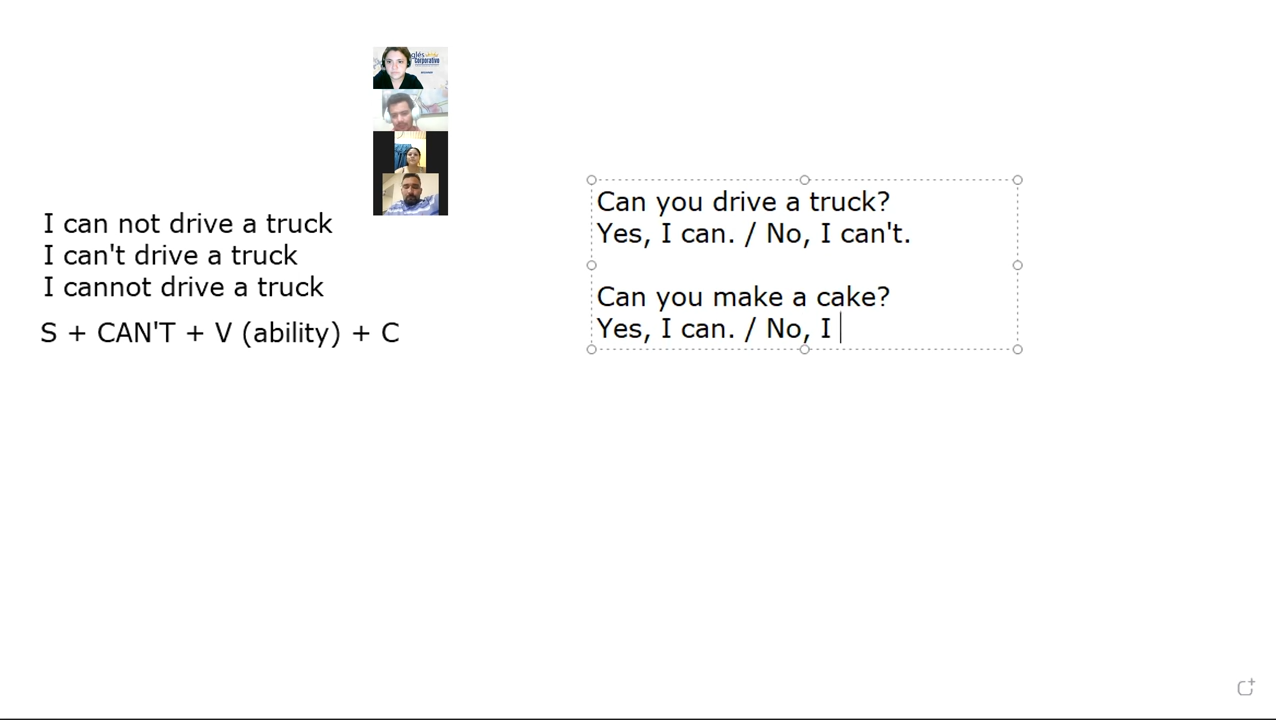 Corporativo
I can not drive a truck
I can't drive a truck
I cannot drive a truck
S + CAN'T + V (ability) + C
Can you drive a truck?
Yes, I can. / No, I can't.
Can you make a cake?
Yes, I can. / No, I